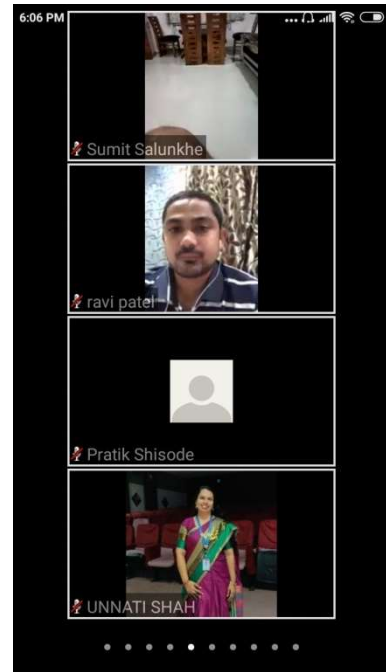 6:06 PM
Sumit Salunkhe
ravi patel
Pratik Shisode
UNNATI SHAH